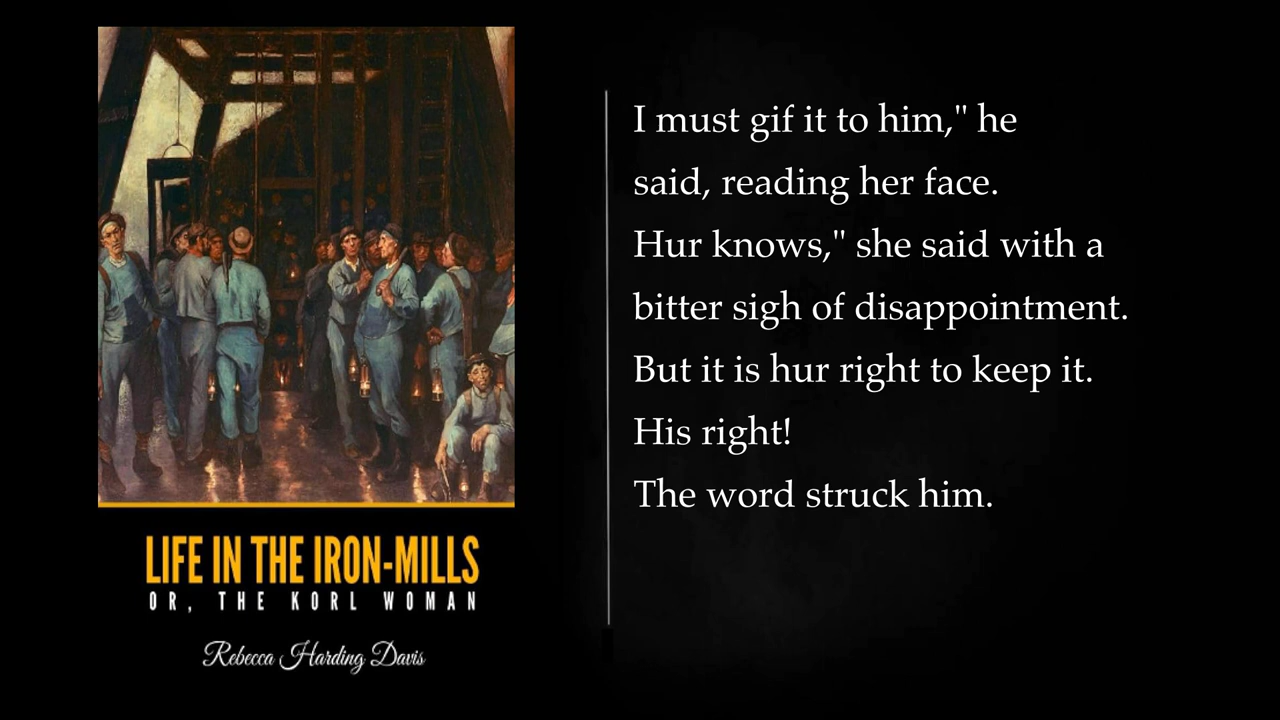 LIFE IN THE IRON-MILLS
OR, THE KORL WOMAN
Rebecca Harding Davis
I must gif it to him," he
said, reading her face.
Hur knows," she said with a
bitter sigh of disappointment.
But it is hur right to keep it.
His right!
The word struck him.